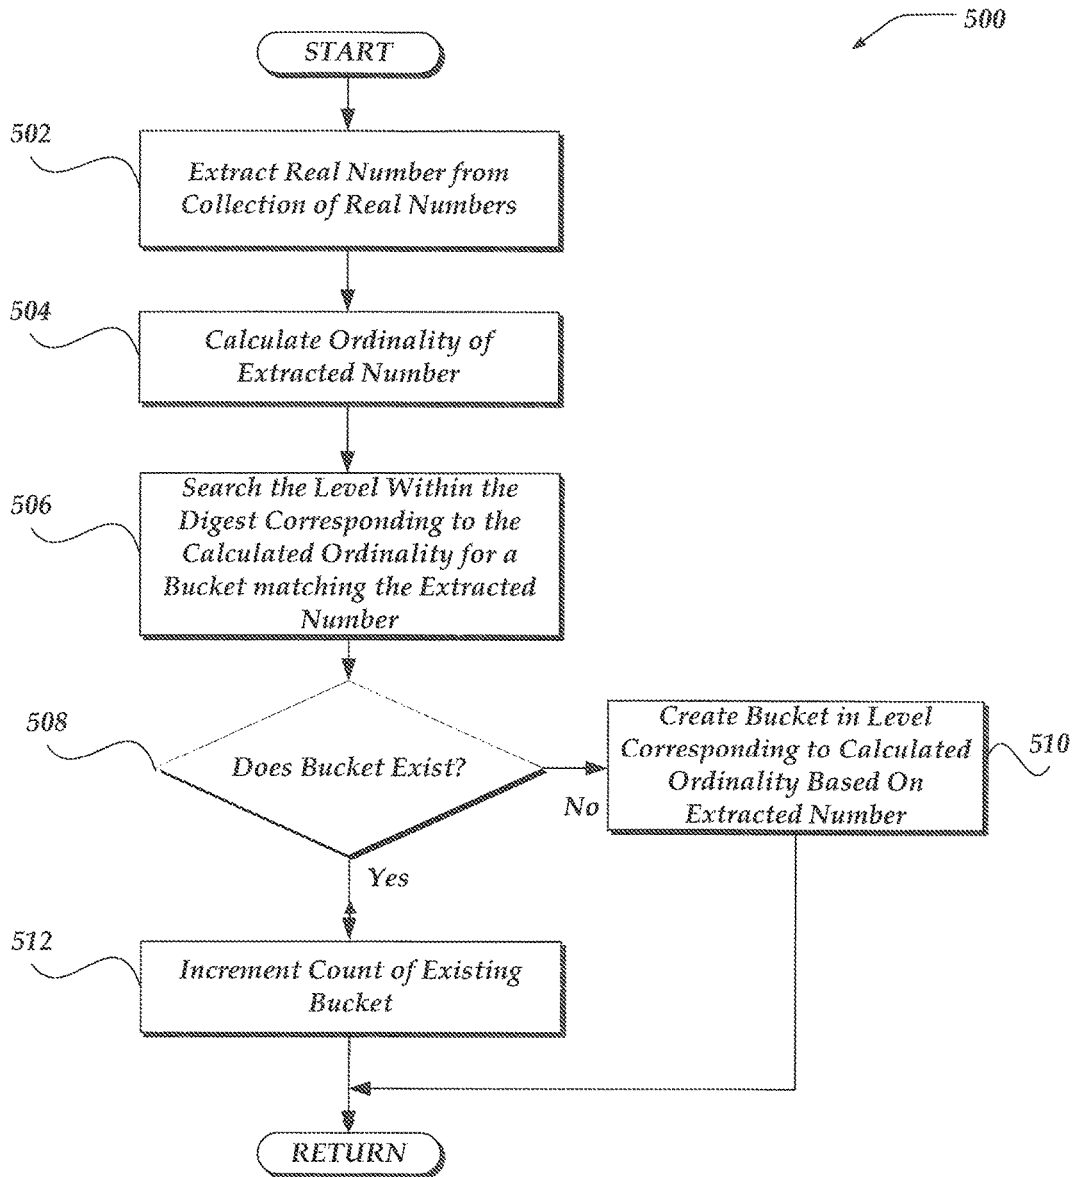 500
START
502
Extract Real Number from
Collection of Real Numbers
504
Calculate Ordinality of
Extracted Number
506
Search the Level Within the
Digest Corresponding to the
Calculated Ordinality for a
Bucket matching the Extracted
Number
508
Does Bucket Exist?
No
Create Bucket in Level
Corresponding to Calculated
Ordinality Based On
Extracted Number
510
Yes
512
Increment Count of Existing
Bucket
RETURN